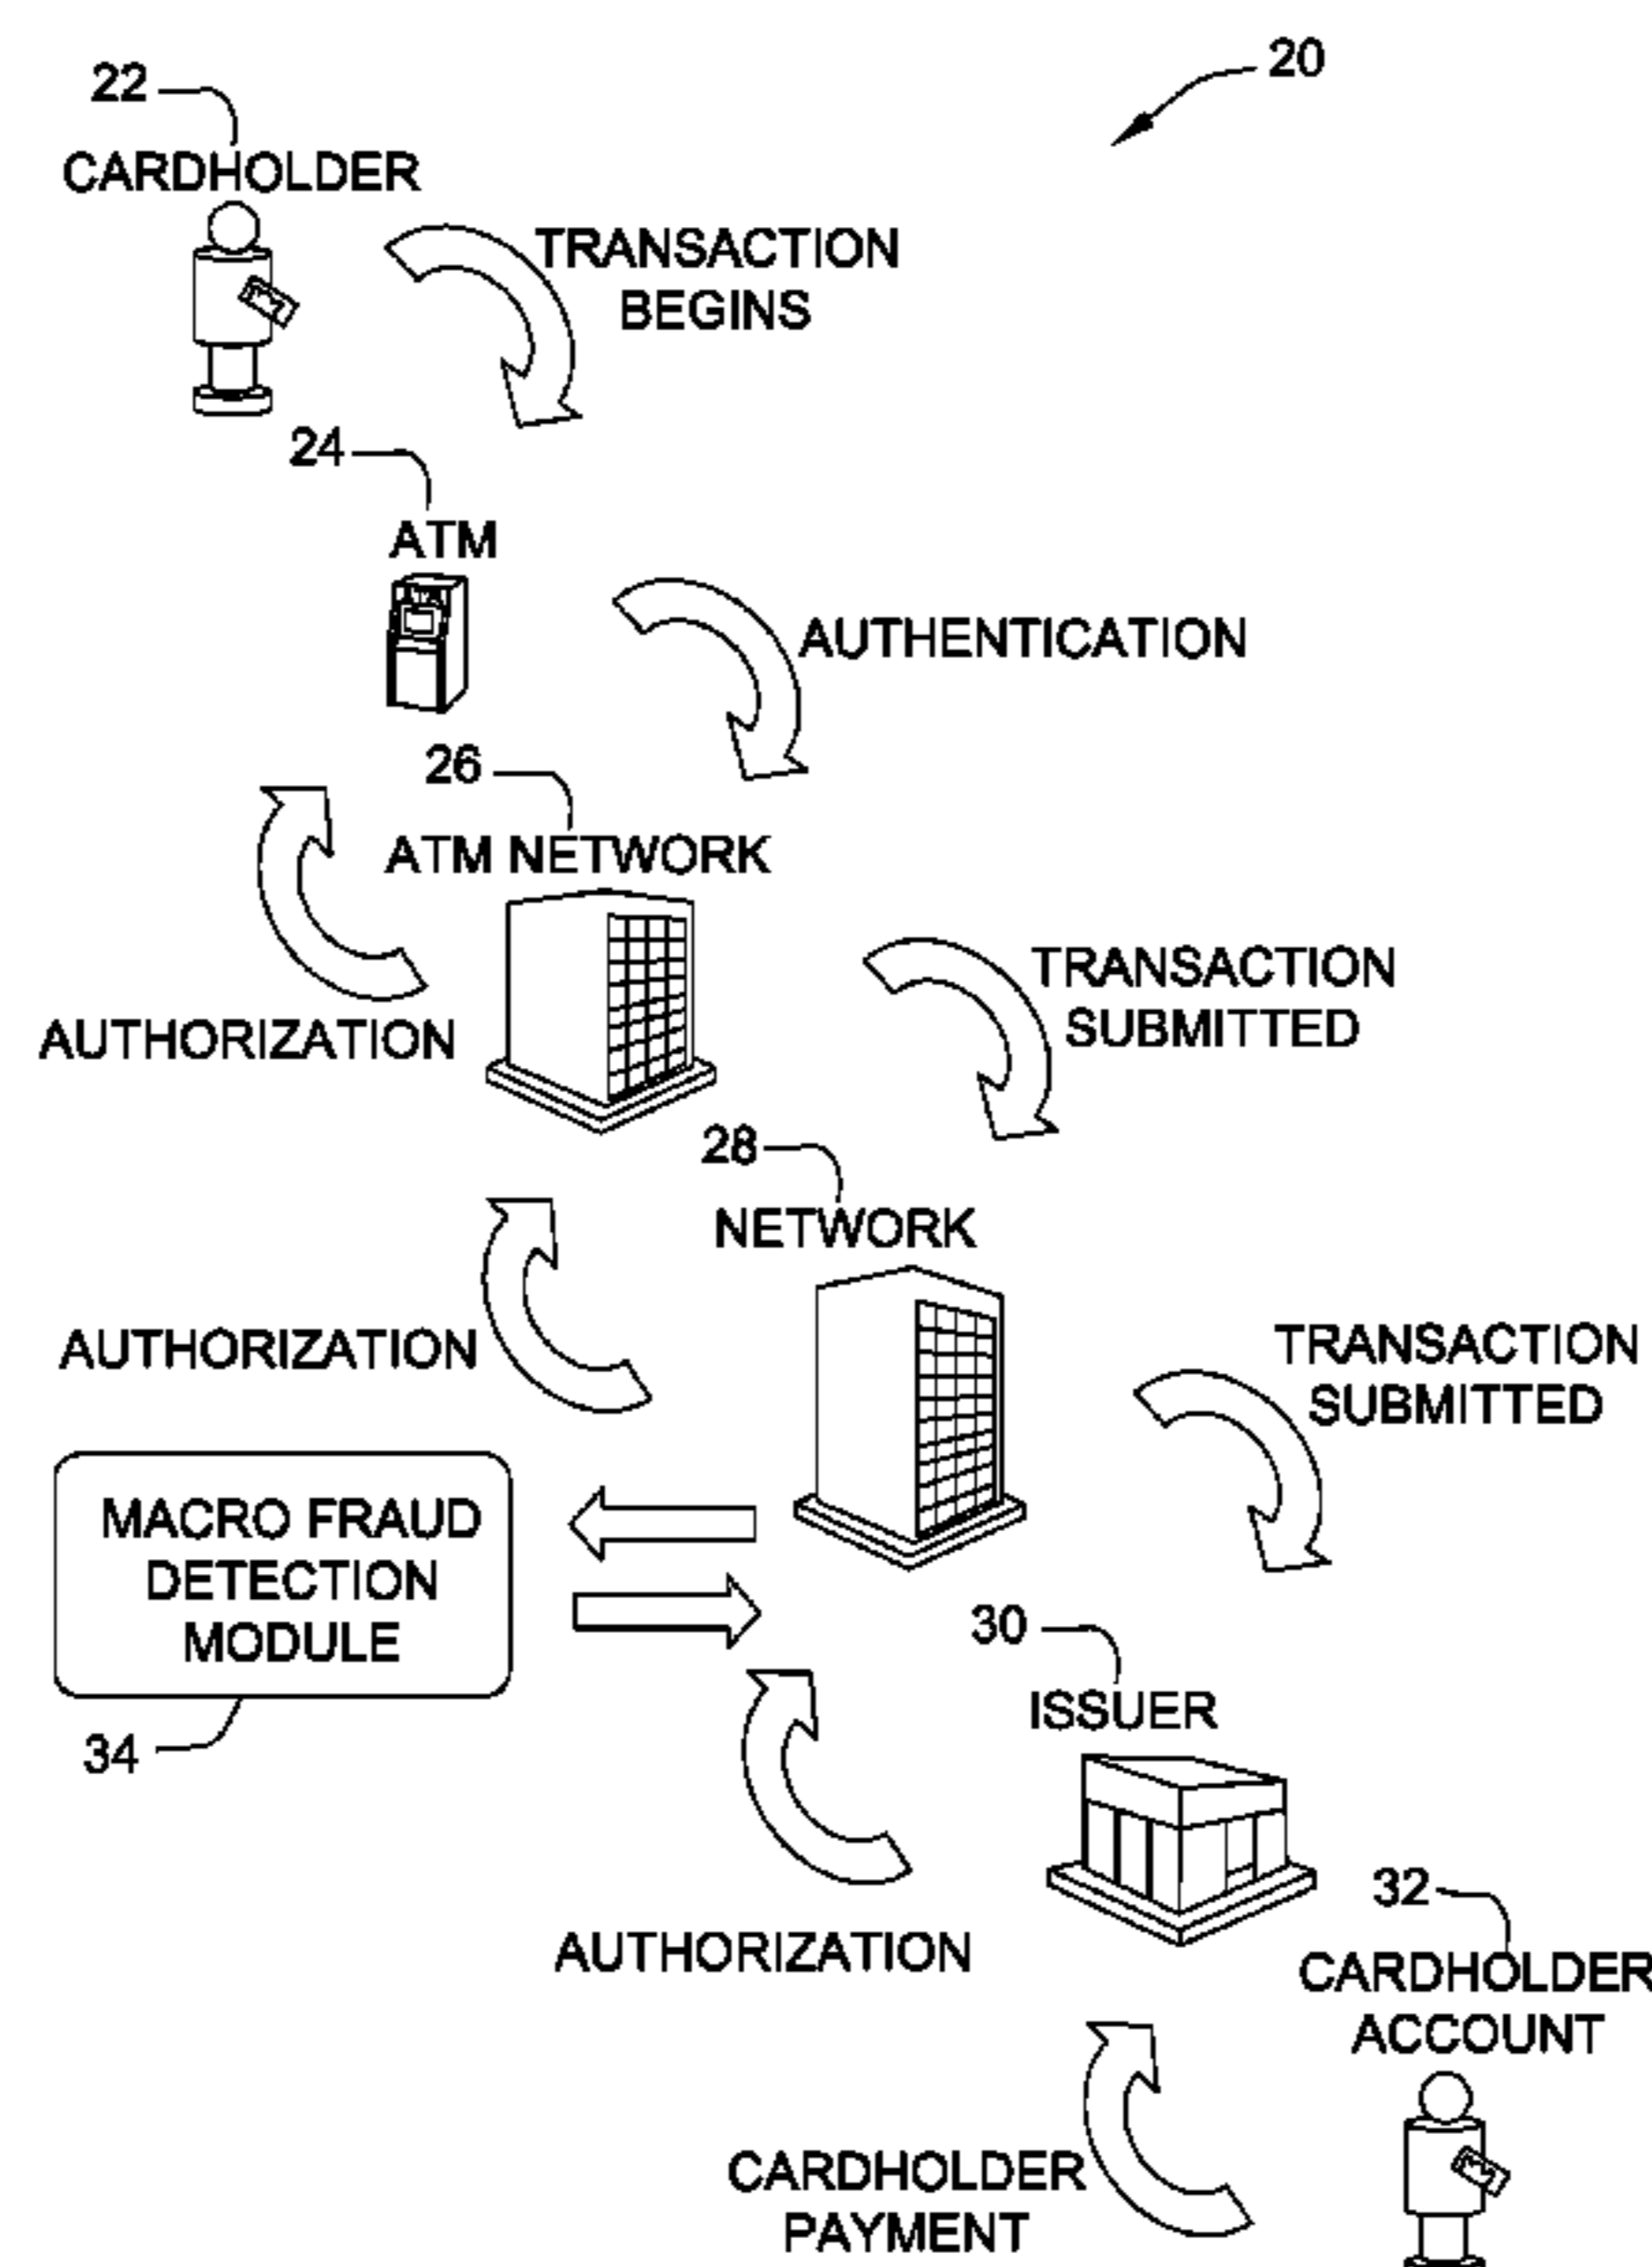 20
22
CARDHOLDER
TRANSACTION
BEGINS
24
ATM
AUTHENTICATION
26
ATM NETWORK
AUTHORIZATION
TRANSACTION
SUBMITTED
28
NETWORK
AUTHORIZATION
TRANSACTION
SUBMITTED
MACRO FRAUD
DETECTION
MODULE
34
30
ISSUER
AUTHORIZATION
32
CARDHOLDER
ACCOUNT
CARDHOLDER
PAYMENT